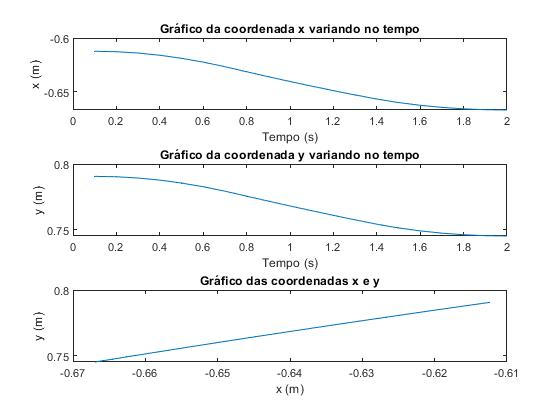 Gráfico da coordenada x variando no tempo
-0.6
-0.65
x (m)
0 0.2 0.4 0.6 0.8 1 1.2 1.4 1.6 1.8 2
Tempo (s)
Gráfico da coordenada y variando no tempo
0.8
0.75
y (m)
0 0.2 0.4 0.6 0.8 1 1.2 1.4 1.6 1.8 2
Tempo (s)
Gráfico das coordenadas x e y
0.8
0.75
y (m)
-0.67 -0.66 -0.65 -0.64 -0.63 -0.62 -0.61
x (m)